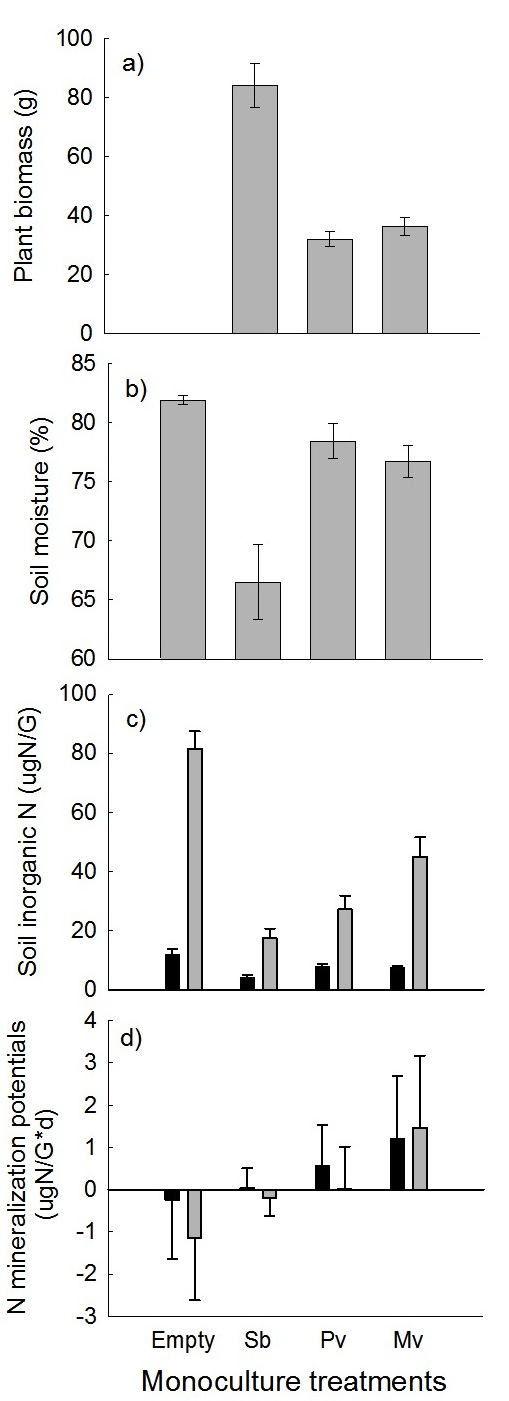 a)
Plant biomass (g)
100
80
60
40
20
0
b)
Soil moisture (%)
85
80
75
70
65
60
c)
Soil inorganic N (ugN/G)
100
80
60
40
20
0
d)
N mineralization potentials
(ugN/G*d)
4
3
2
1
0
-1
-2
-3
Empty Sb Pv Mv
Monoculture treatments